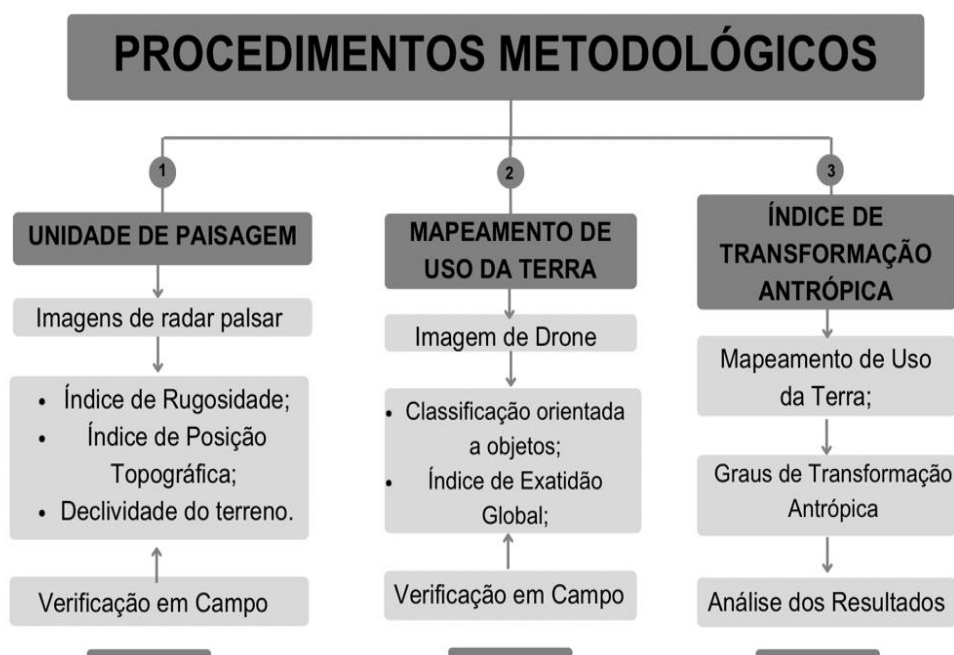 PROCEDIMENTOS METODOLÓGICOS
1
UNIDADE DE PAISAGEM
Imagens de radar palsar
• Índice de Rugosidade;
• Índice de Posição
Topográfica;
• Declividade do terreno.
Verificação em Campo
2
MAPEAMENTO DE
USO DA TERRA
Imagem de Drone
• Classificação orientada
a objetos;
• Índice de Exatidão
Global;
Verificação em Campo
3
ÍNDICE DE
TRANSFORMAÇÃO
ANTRÓPICA
Mapeamento de Uso
da Terra;
Graus de Transformação
Antrópica
Análise dos Resultados